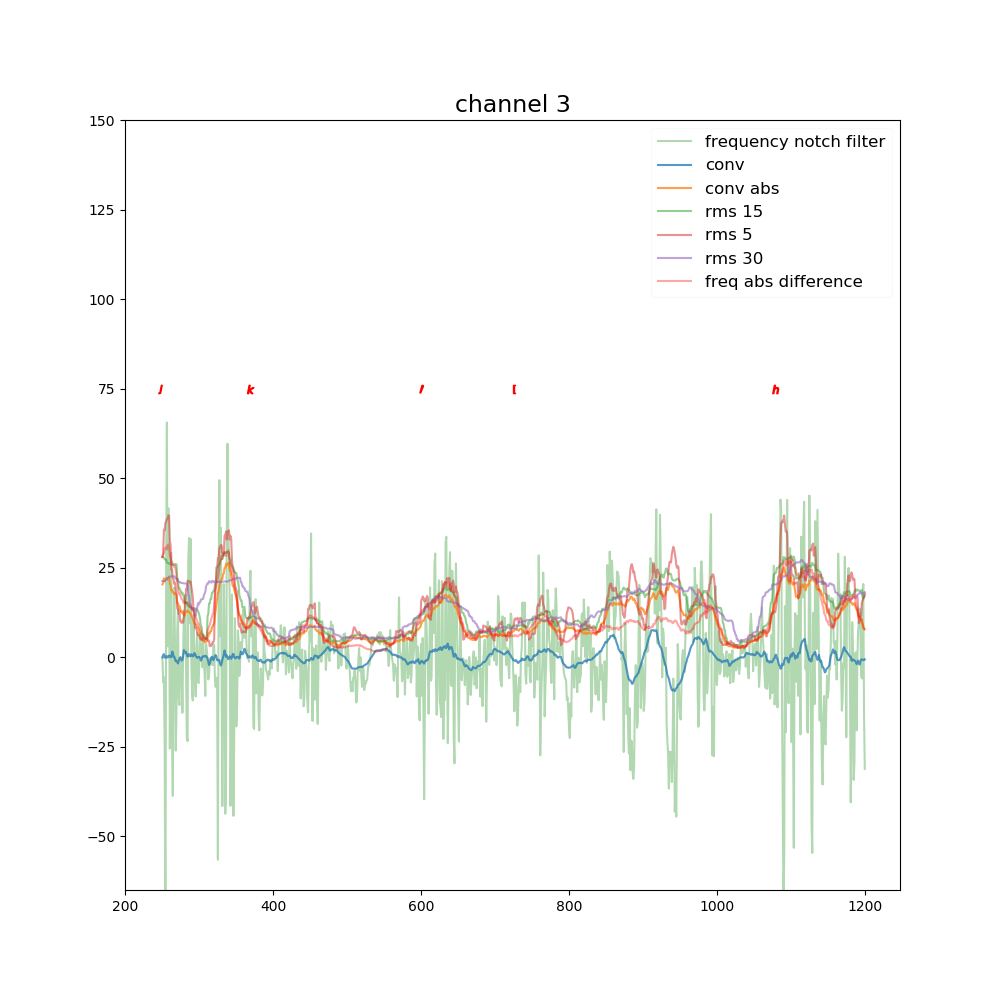 channel 3
150
125
100
75
50
25
0
−25
−50
200 400 600 800 1000 1200
frequency notch filter
conv
conv abs
rms 15
rms 5
rms 30
freq abs difference
k
h